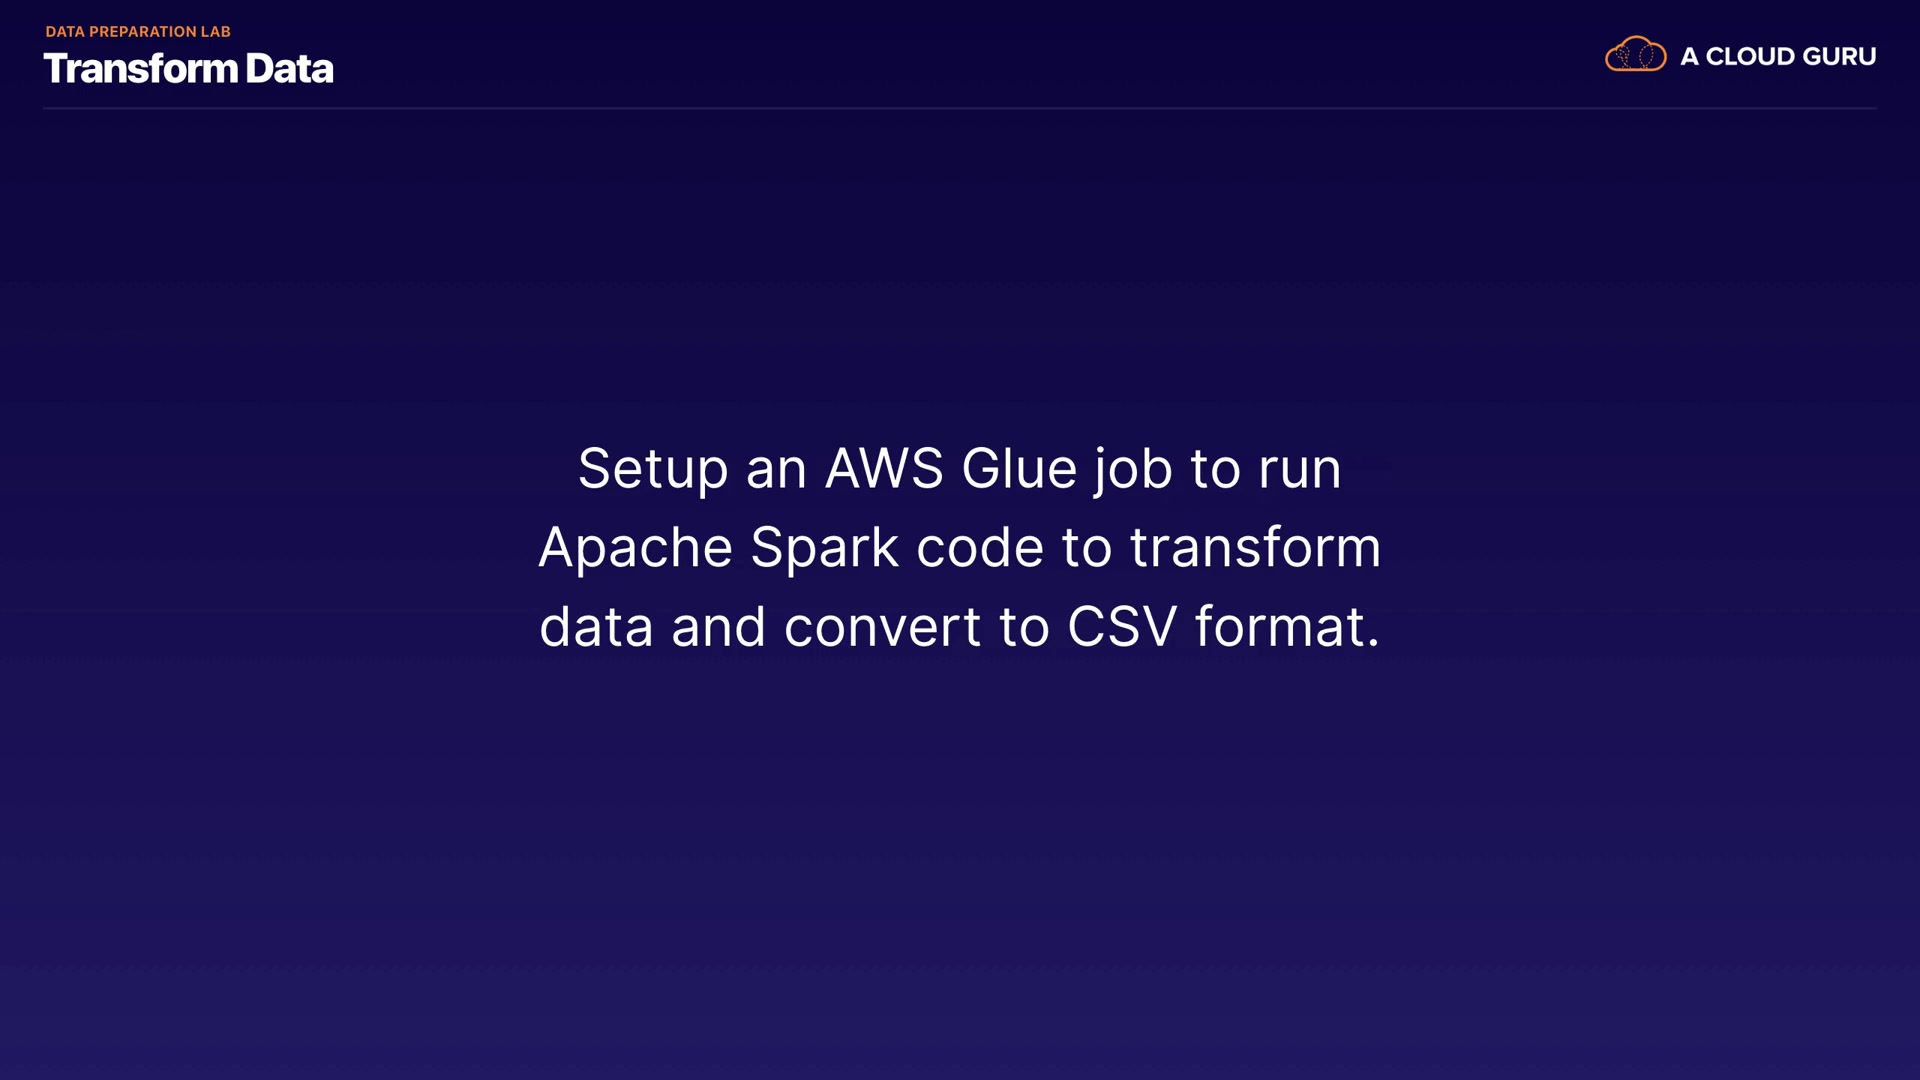 DATA PREPARATION LAB
Transform Data
A CLOUD GURU
Setup an AWS Glue job to run
Apache Spark code to transform
data and convert to CSV format.